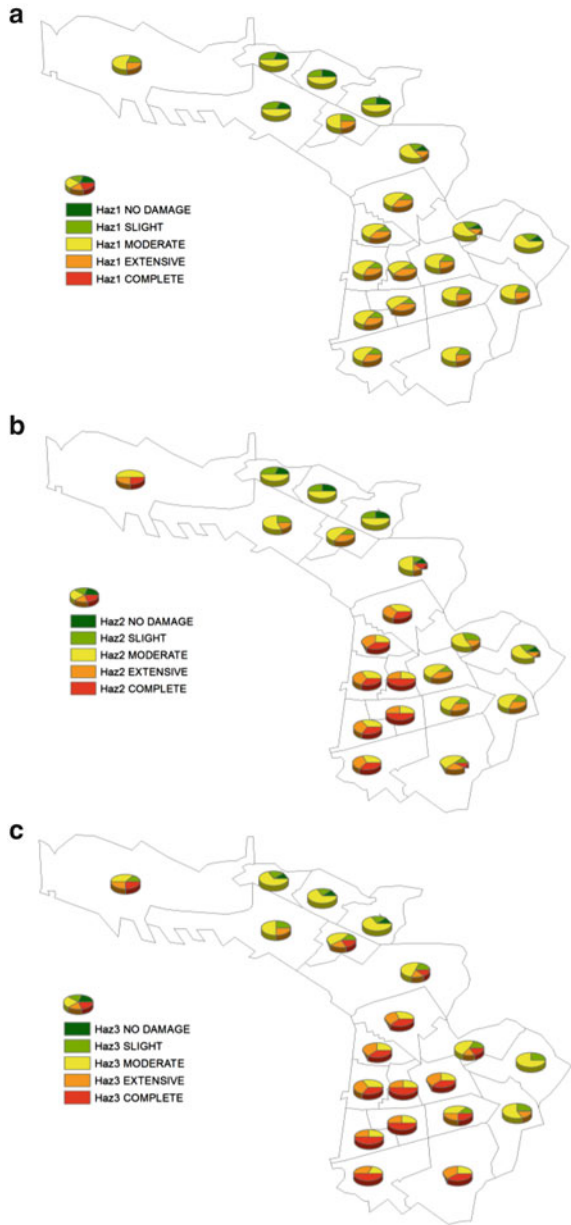 a
Haz1 NO DAMAGE
Haz1 SLIGHT
Haz1 MODERATE
Haz1 EXTENSIVE
Haz1 COMPLETE
b
Haz2 NO DAMAGE
Haz2 SLIGHT
Haz2 MODERATE
Haz2 EXTENSIVE
Haz2 COMPLETE
c
Haz3 NO DAMAGE
Haz3 SLIGHT
Haz3 MODERATE
Haz3 EXTENSIVE
Haz3 COMPLETE